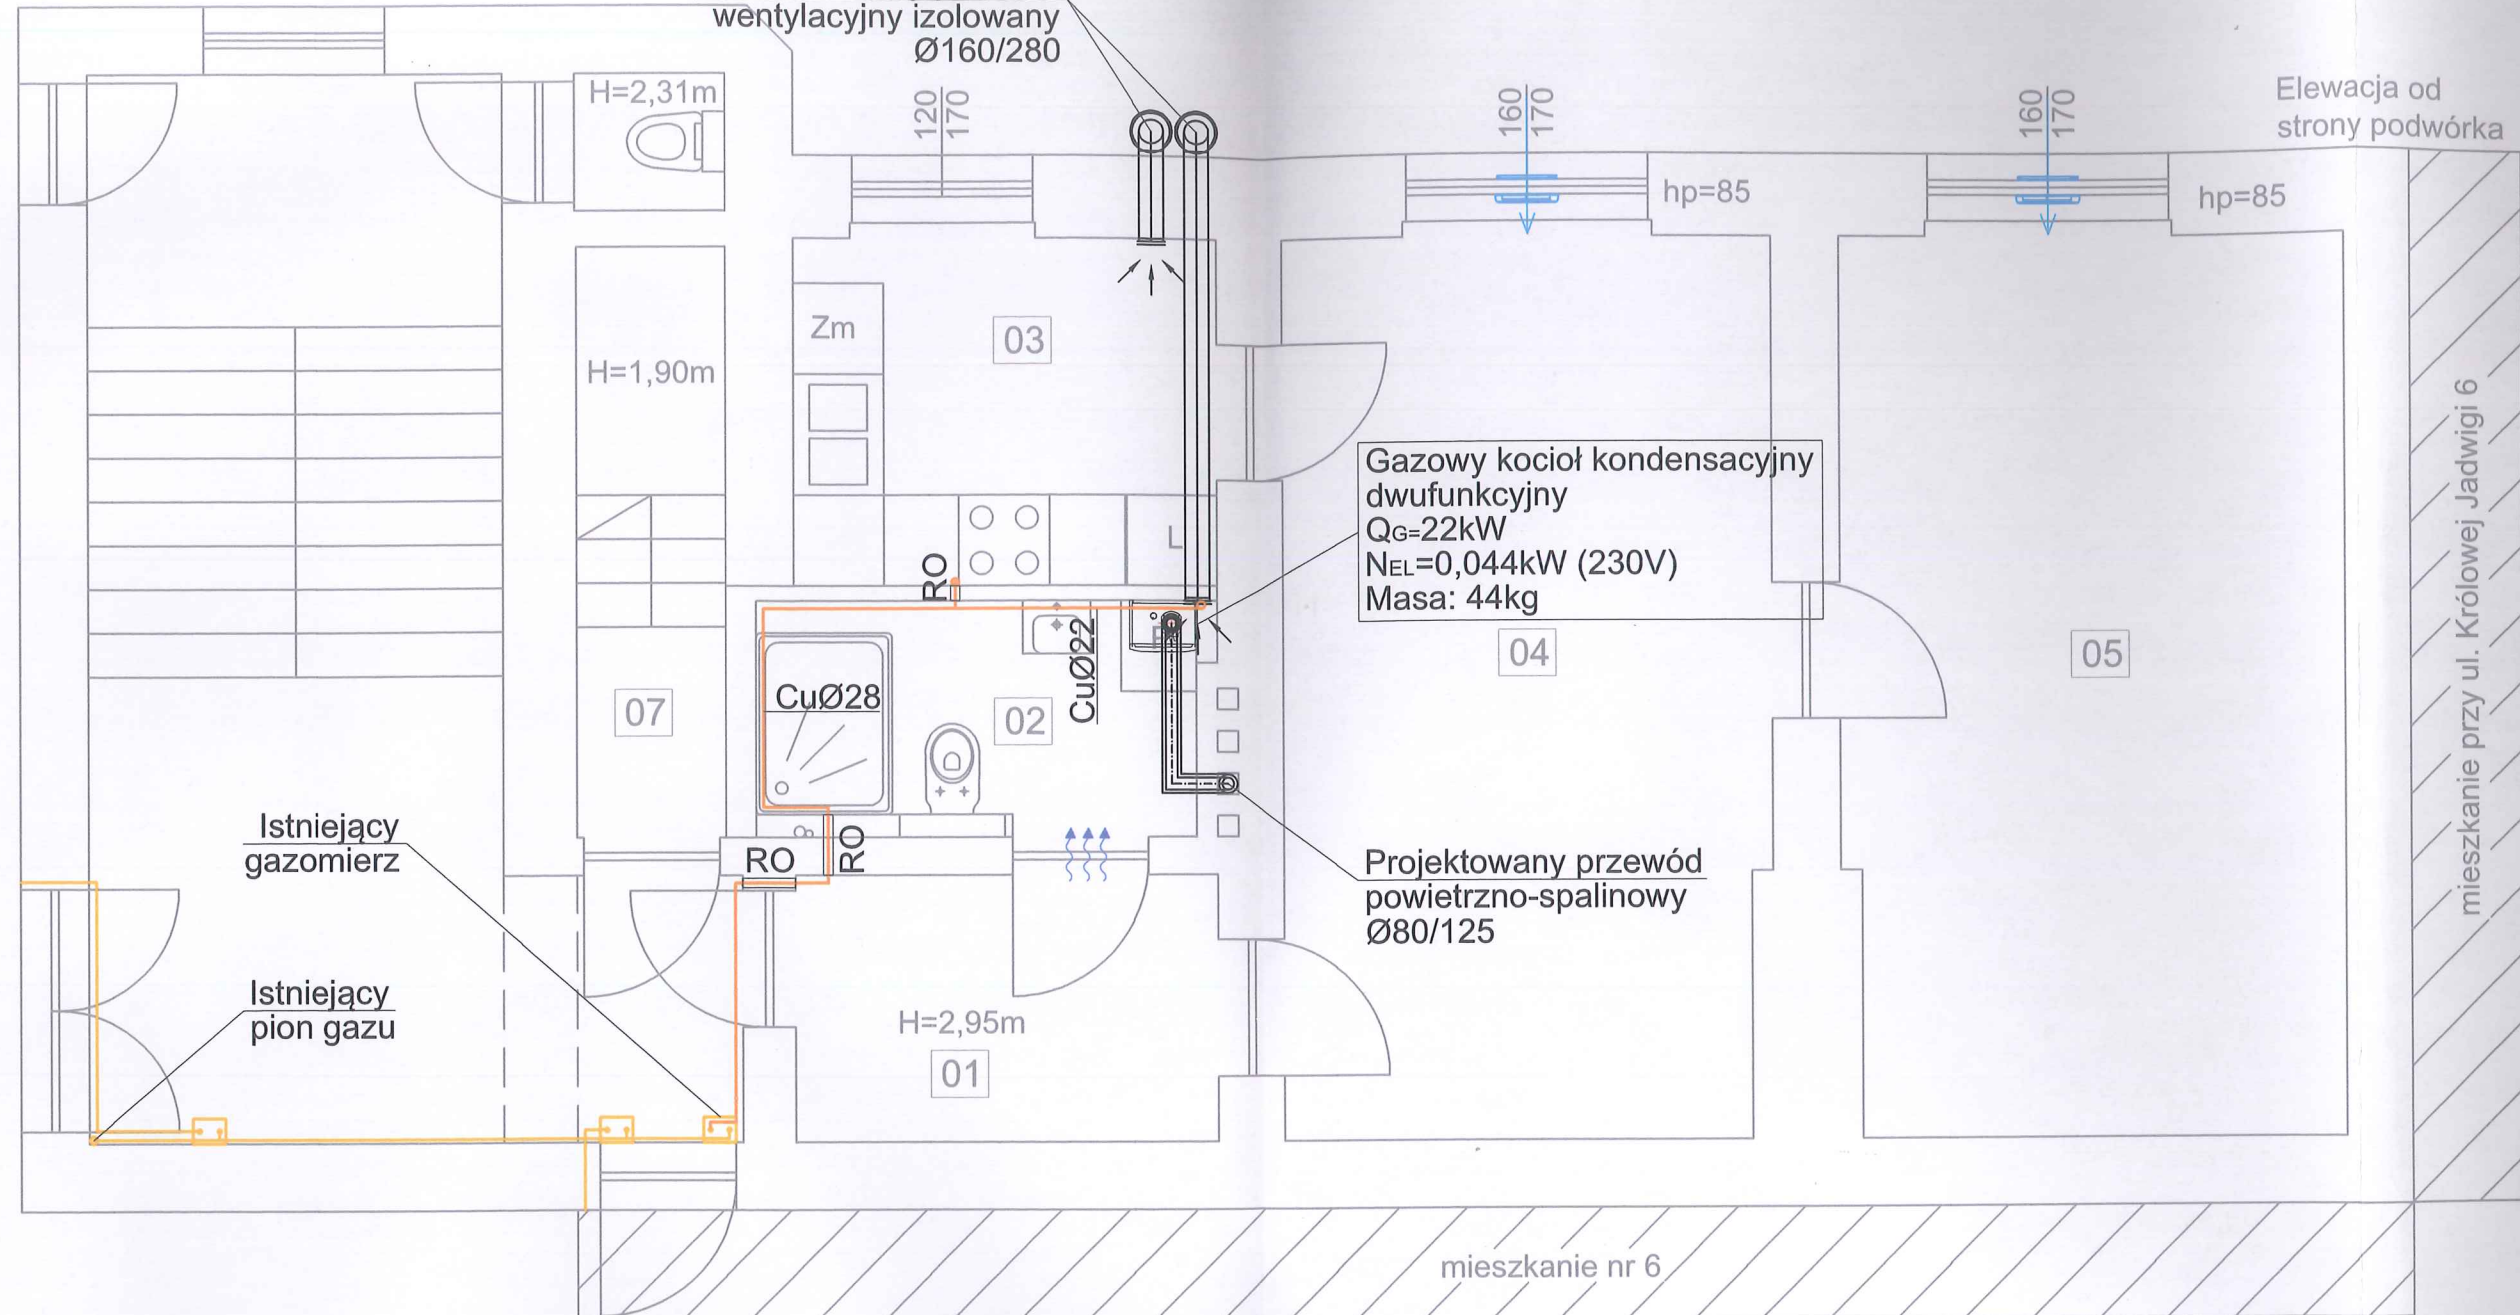 wentylacyjny izolowany
Ø160/280
H=2,31m
120
170
160
170
160
170
Elewacja od
strony podwórka
hp=85
hp=85
Zm
03
H=1,90m
L
RO
Gazowy kocioł kondensacyjny
dwufunkcyjny
QG=22kW
NEL=0,044kW (230V)
Masa: 44kg
mieszkanie przy ul. Królowej Jadwigi 6
04
05
CuØ22
CuØ28
07
02
Istniejący
gazomierz
RO
RO
Projektowany przewód
powietrzno-spalinowy
Ø80/125
Istniejący
pion gazu
H=2,95m
01
mieszkanie nr 6